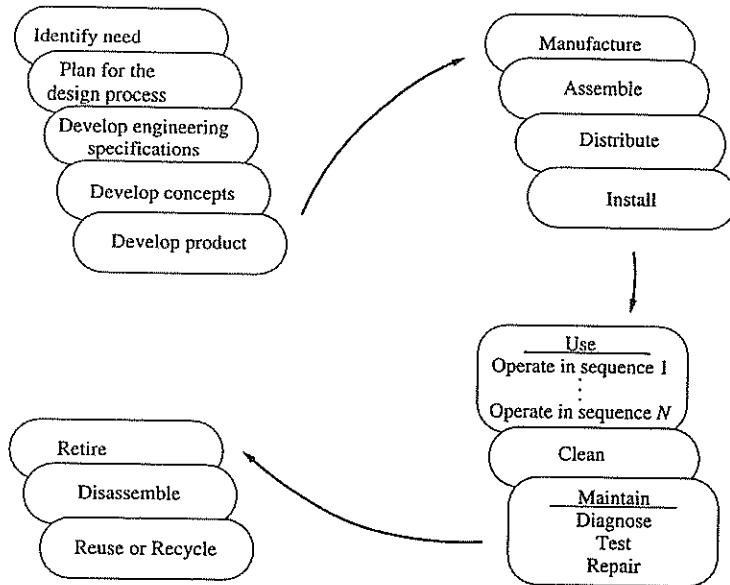 Identify need
Plan for the
design process
Develop engineering
specifications
Develop concepts
Develop product
Manufacture
Assemble
Distribute
Install
Use
Operate in sequence 1
Operate in sequence N
Clean
Maintain
Diagnose
Test
Repair
Retire
Disassemble
Reuse or Recycle